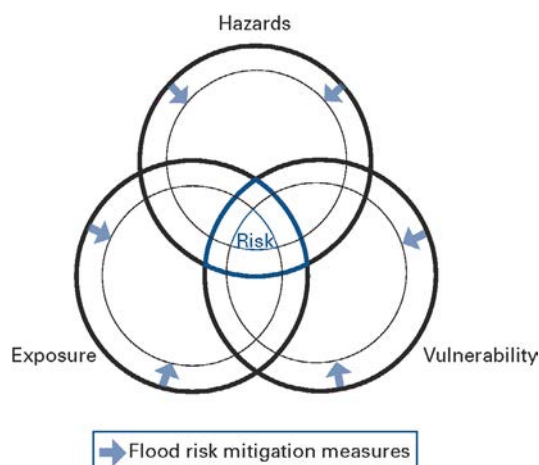 Hazards
Risk
Exposure
Vulnerability
Flood risk mitigation measures